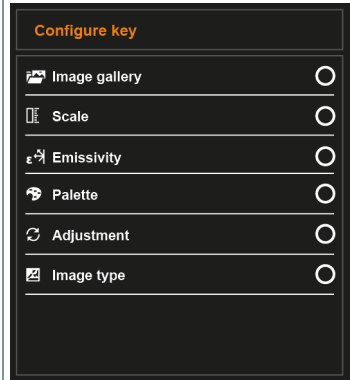 Configure key
Image gallery
Scale
ε Emissivity
Palette
Adjustment
Image type